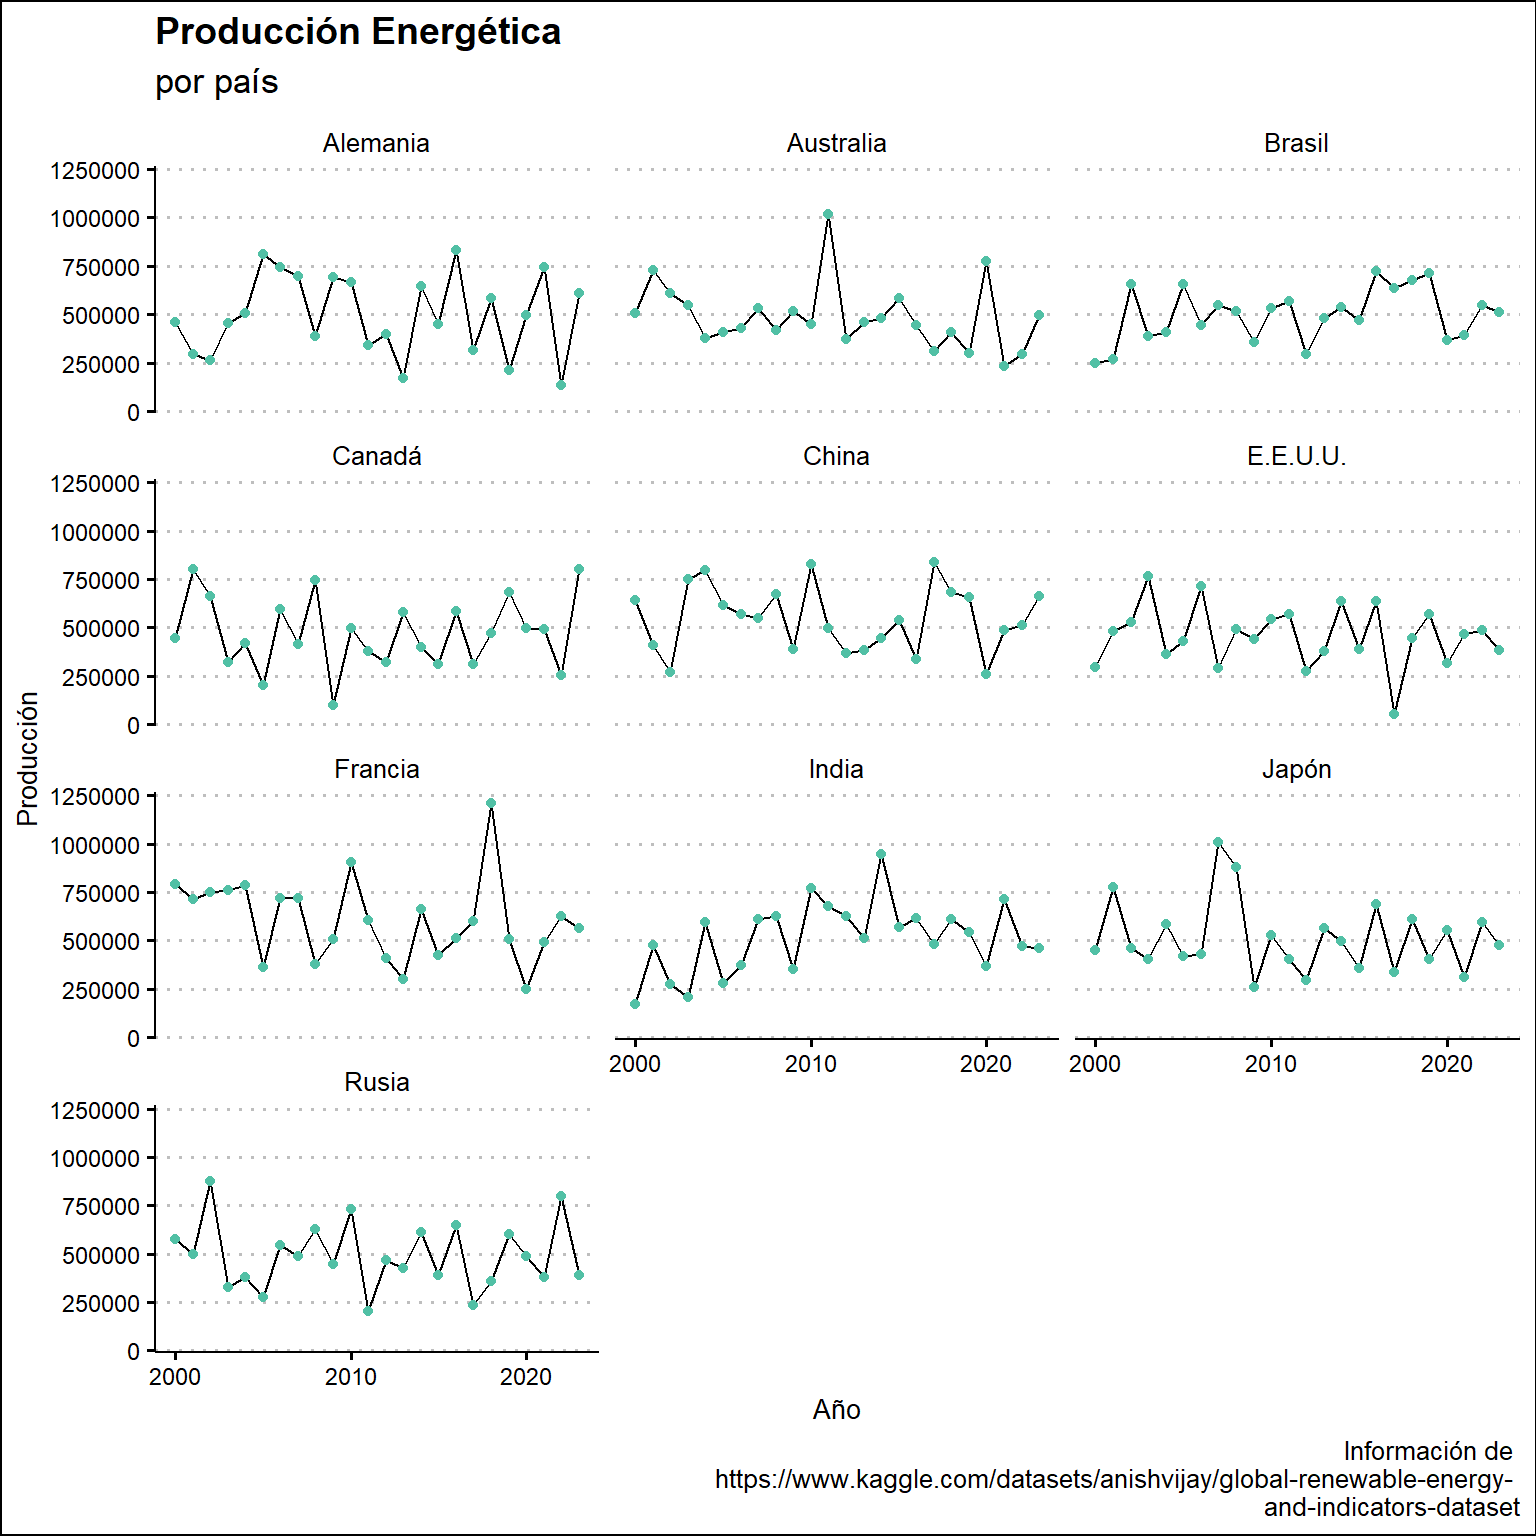 Producción Energética
por país
Alemania
Australia
Brasil
1250000
1000000
750000
500000
250000
0
Canadá
China
E.E.U.U.
1250000
1000000
750000
500000
250000
0
Producción
Francia
India
Japón
1250000
1000000
750000
500000
250000
0
2000 2010 2020
2000 2010 2020
Rusia
1250000
1000000
750000
500000
250000
0
2000 2010 2020
Año
Información de
https://www.kaggle.com/datasets/anishvijay/global-renewable-energy-
and-indicators-dataset